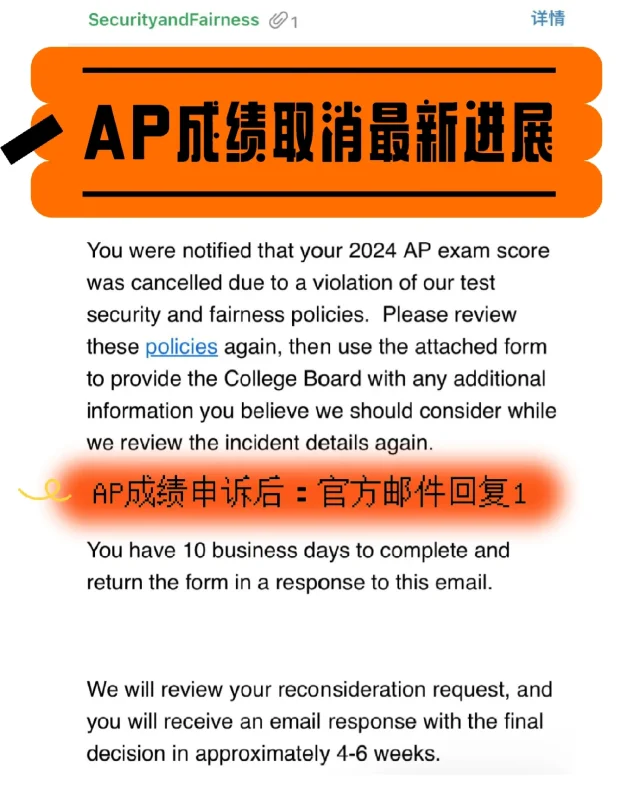 SecurityandFairness 1 详情
AP成绩取消最新进展
You were notified that your 2024 AP exam score
was cancelled due to a violation of our test
security and fairness policies. Please review
these policies again, then use the attached form
to provide the College Board with any additional
information you believe we should consider while
we review the incident details again.
AP成绩申诉后：官方邮件回复1
You have 10 business days to complete and
return the form in a response to this email.
We will review your reconsideration request, and
you will receive an email response with the final
decision in approximately 4-6 weeks.